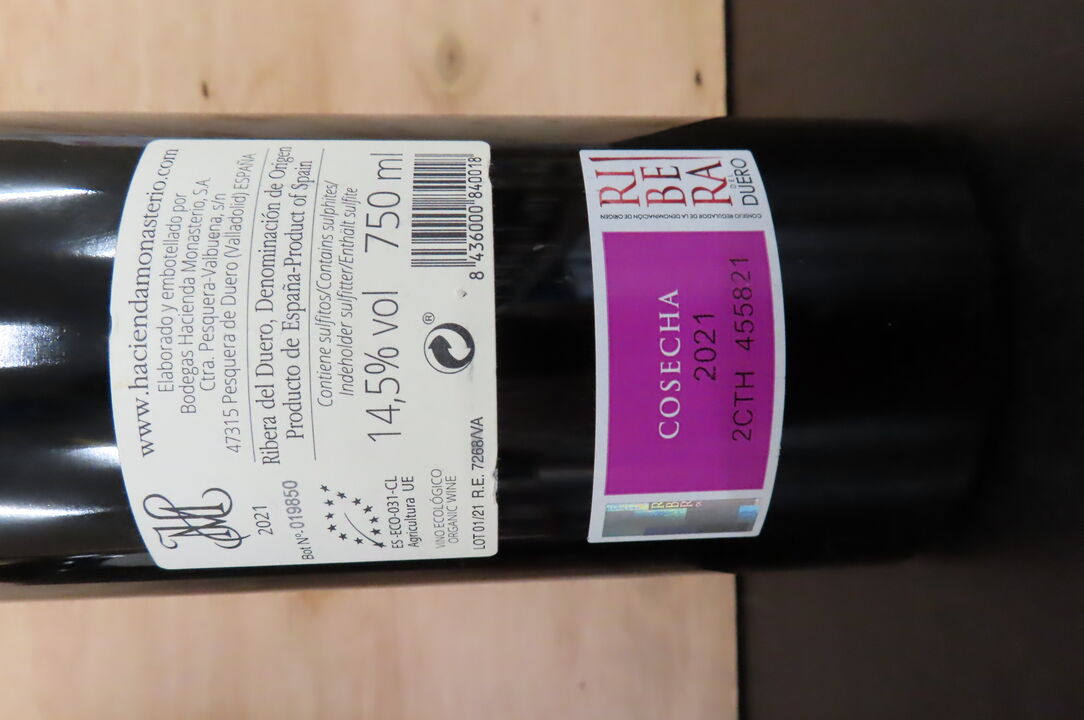 www.haciendamonasterio.com
Elaborado y embotellado por
Bodegas Hacienda Monasterio, S.A.
Ctra. Pesquera-Valbuena, s/n
47315 Pesquera de Duero (Valladolid) ESPAÑA
Ribera del Duero, Denominación de Origen
Producto de España-Product of Spain
Contiene sulfitos/Contains sulphites/
Indeholder sulfitter/Enthält sulfite
14,5% vol 750 ml
8 436000 840018
®
2021
Bot Nº- 019850
ES-ECO-031-CL
Agricultura UE
VINO ECOLÓGICO
ORGANIC WINE
LOT 01/21 R.E. 7268/VA
RI
BE
RA
DEL
DUERO
CONSEJO REGULADOR DE LA DENOMINACIÓN DE ORIGEN
COSECHA
2021
2CTH 455821